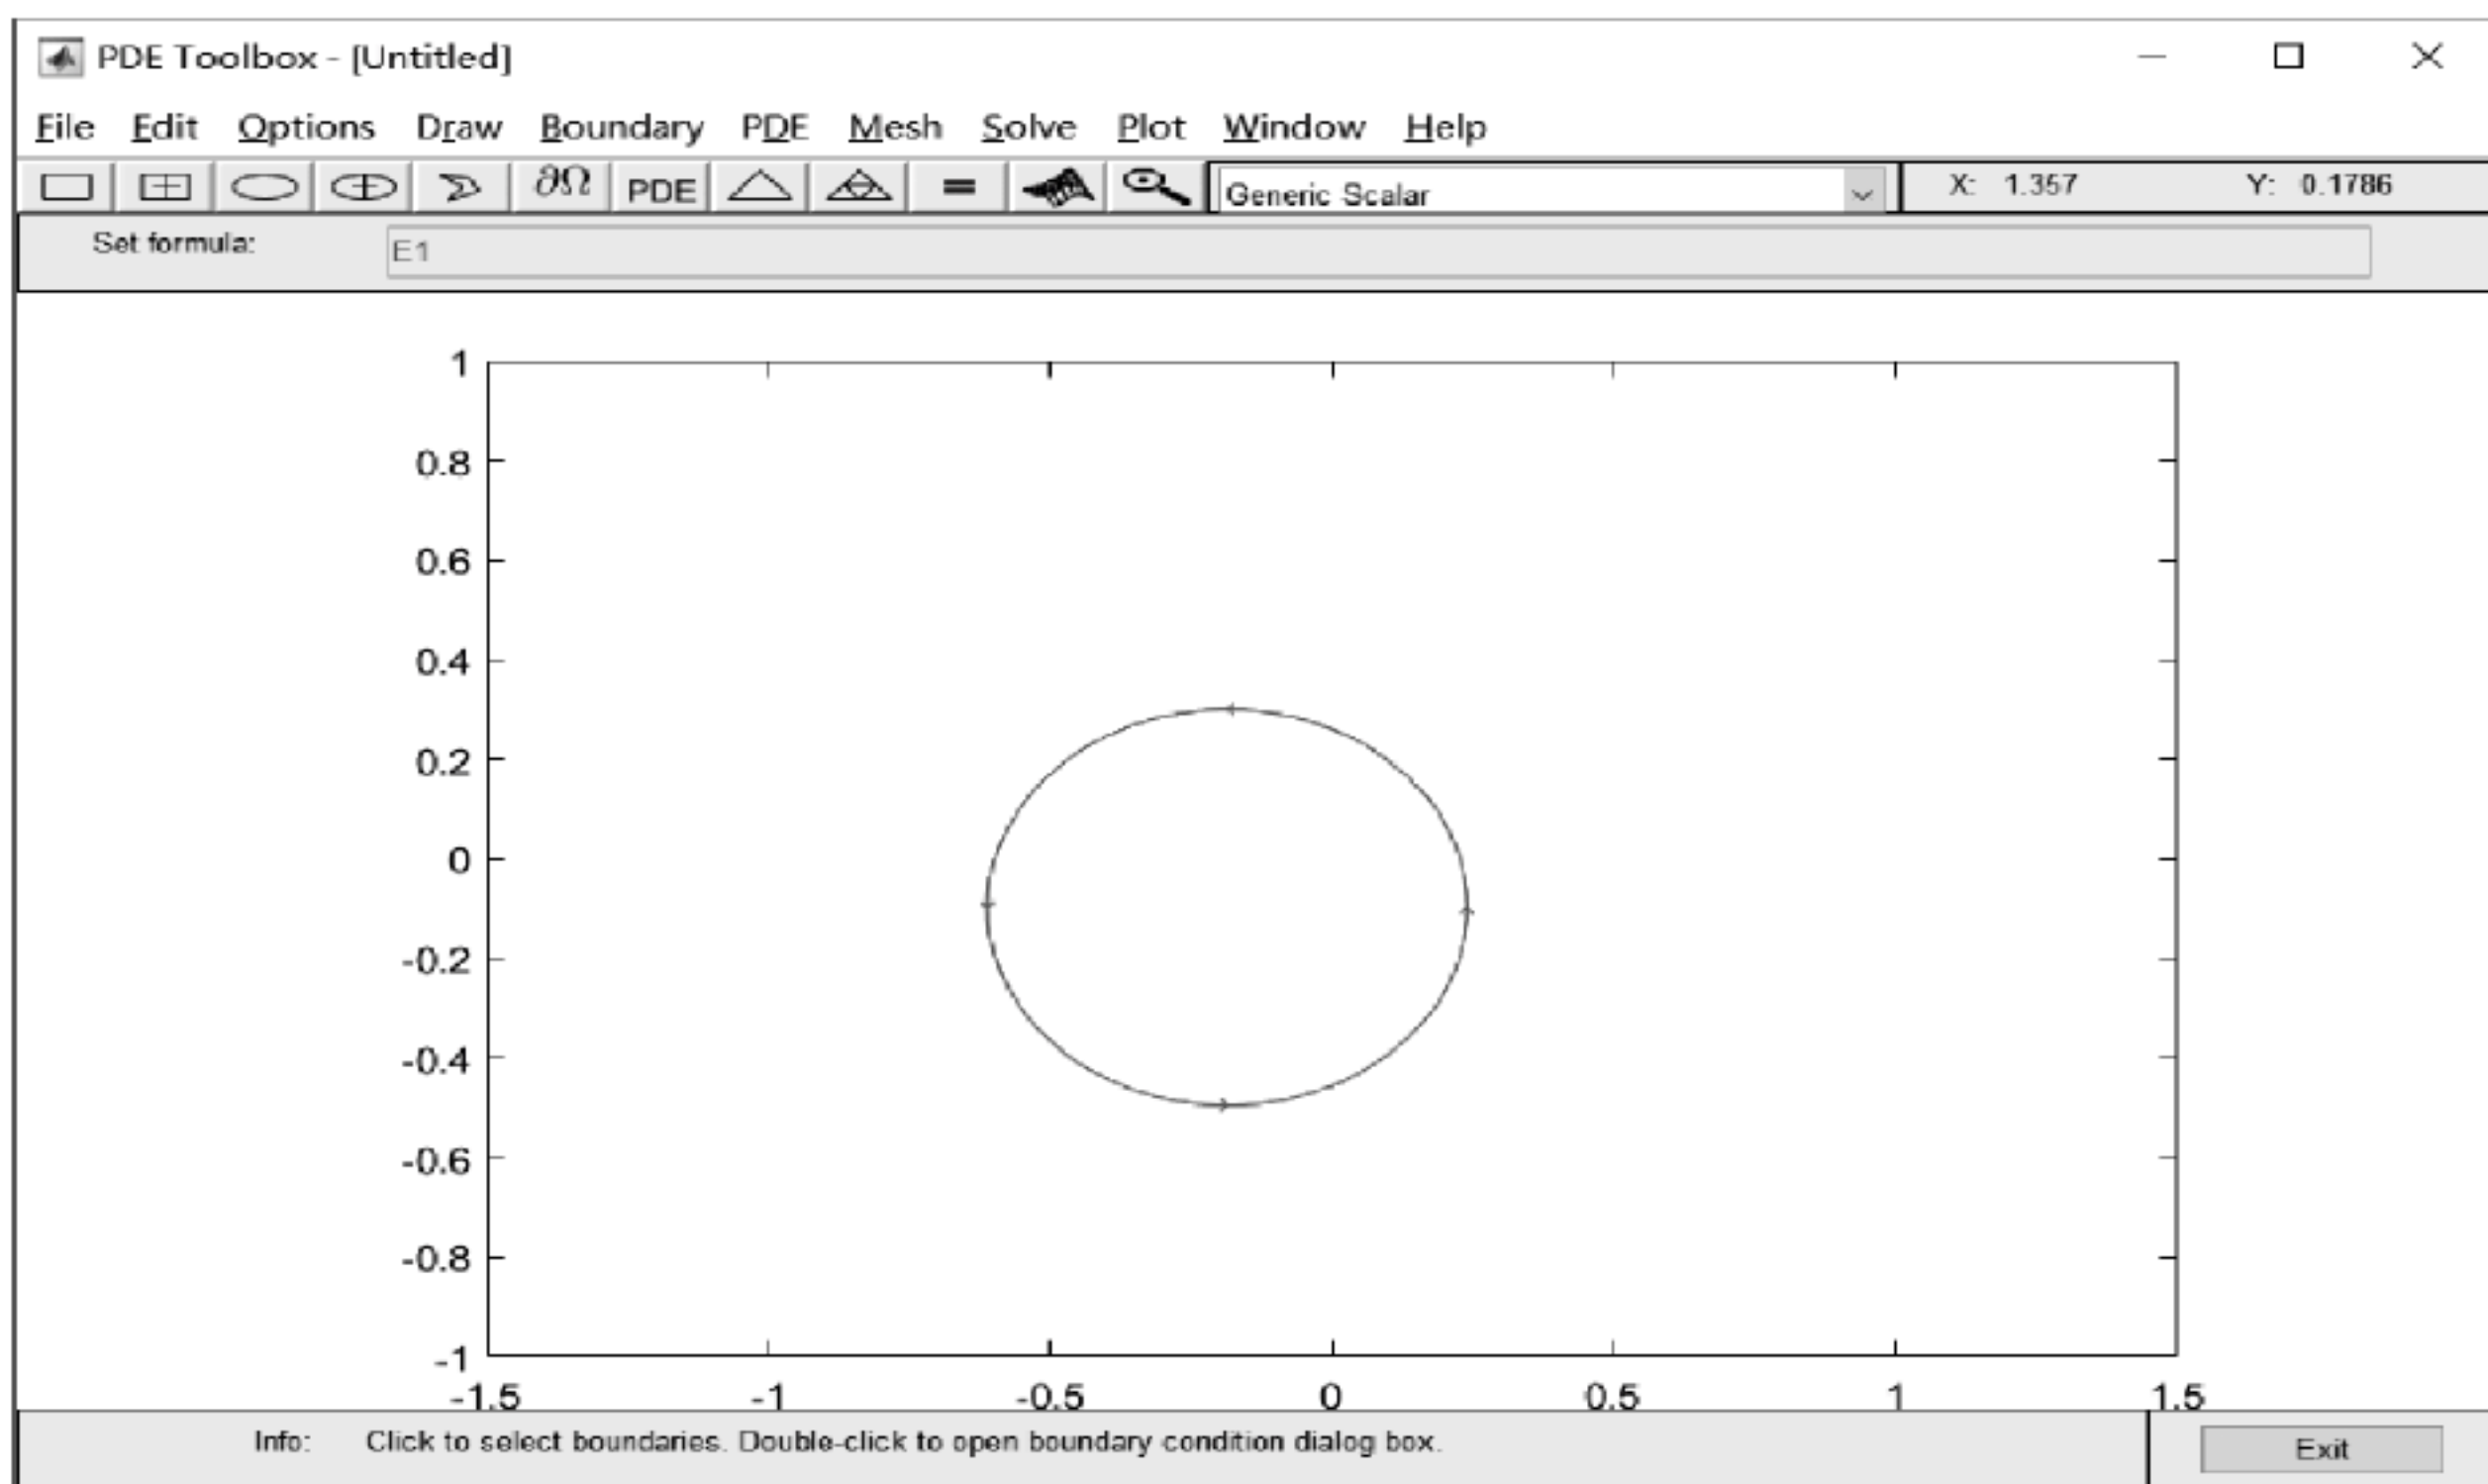 PDE Toolbox - [Untitled]
File Edit Options Draw Boundary PDE Mesh Solve Plot Window Help
∂Ω PDE = Generic Scalar X: 1.357 Y: 0.1786
Set formula: E1
1
0.8
0.6
0.4
0.2
0
-0.2
-0.4
-0.6
-0.8
-1
-1.5 -1 -0.5 0 0.5 1 1.5
Info: Click to select boundaries. Double-click to open boundary condition dialog box. Exit